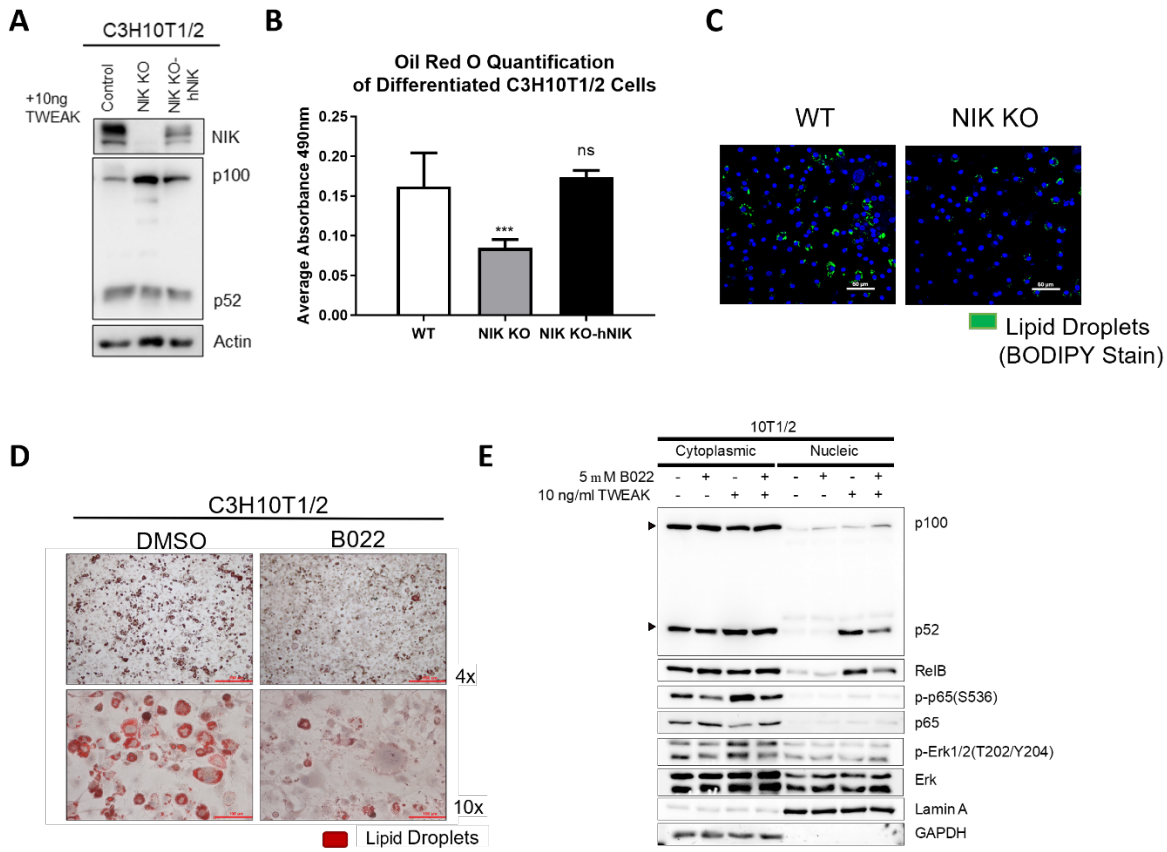 A
C3H10T1/2
+10ng
TWEAK
Control
NIK KO
NIK KO-
hNIK
NIK
p100
p52
Actin
B
Oil Red O Quantification
of Differentiated C3H10T1/2 Cells
Average Absorbance 490nm
0.25
0.20
0.15
0.10
0.05
0.00
***
ns
WT
NIK KO
NIK KO-hNIK
C
WT
NIK KO
50 µm
50 µm
Lipid Droplets
(BODIPY Stain)
D
C3H10T1/2
DMSO
B022
4x
10x
Lipid Droplets
E
10T1/2
Cytoplasmic
Nucleic
5 m M B022
- + - + - + - +
10 ng/ml TWEAK
- - + + - - + +
p100
p52
RelB
p-p65(S536)
p65
p-Erk1/2(T202/Y204)
Erk
Lamin A
GAPDH